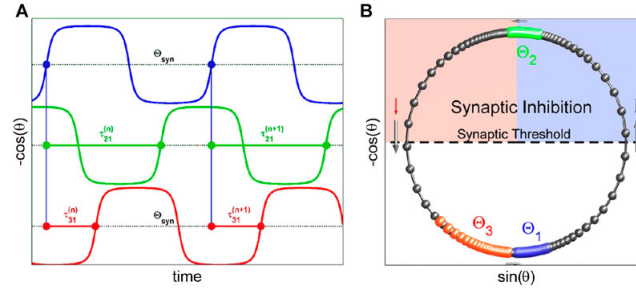 A
B
-cos(θ)
Θsyn
τ21(n)
τ21(n+1)
τ31(n)
Θsyn
τ31(n+1)
time
-cos(θ)
Θ2
Synaptic Inhibition
Synaptic Threshold
Θ3
Θ1
sin(θ)